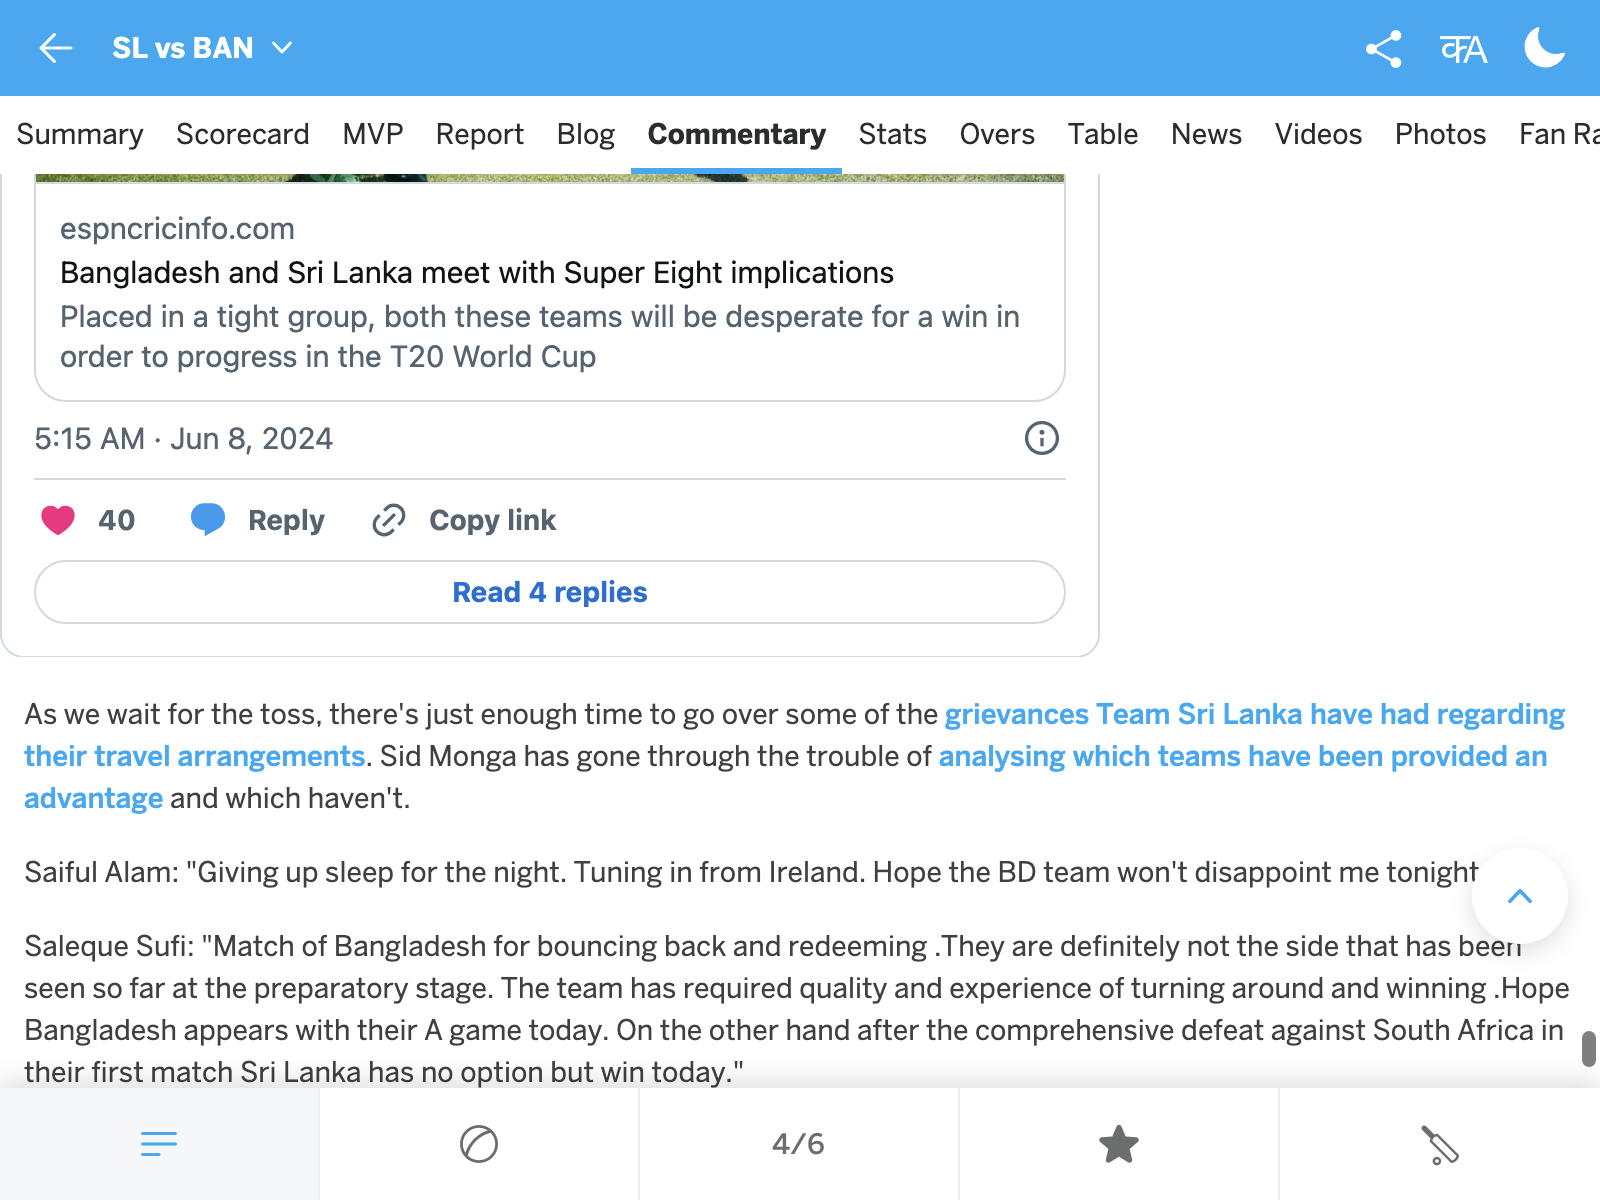 SL vs BAN
कA
Summary Scorecard MVP Report Blog Commentary Stats Overs Table News Videos Photos Fan Ra
espncricinfo.com
Bangladesh and Sri Lanka meet with Super Eight implications
Placed in a tight group, both these teams will be desperate for a win in
order to progress in the T20 World Cup
5:15 AM · Jun 8, 2024
40 Reply Copy link
Read 4 replies
As we wait for the toss, there's just enough time to go over some of the grievances Team Sri Lanka have had regarding
their travel arrangements. Sid Monga has gone through the trouble of analysing which teams have been provided an
advantage and which haven't.
Saiful Alam: "Giving up sleep for the night. Tuning in from Ireland. Hope the BD team won't disappoint me tonight
Saleque Sufi: "Match of Bangladesh for bouncing back and redeeming .They are definitely not the side that has been
seen so far at the preparatory stage. The team has required quality and experience of turning around and winning .Hope
Bangladesh appears with their A game today. On the other hand after the comprehensive defeat against South Africa in
their first match Sri Lanka has no option but win today."
4/6